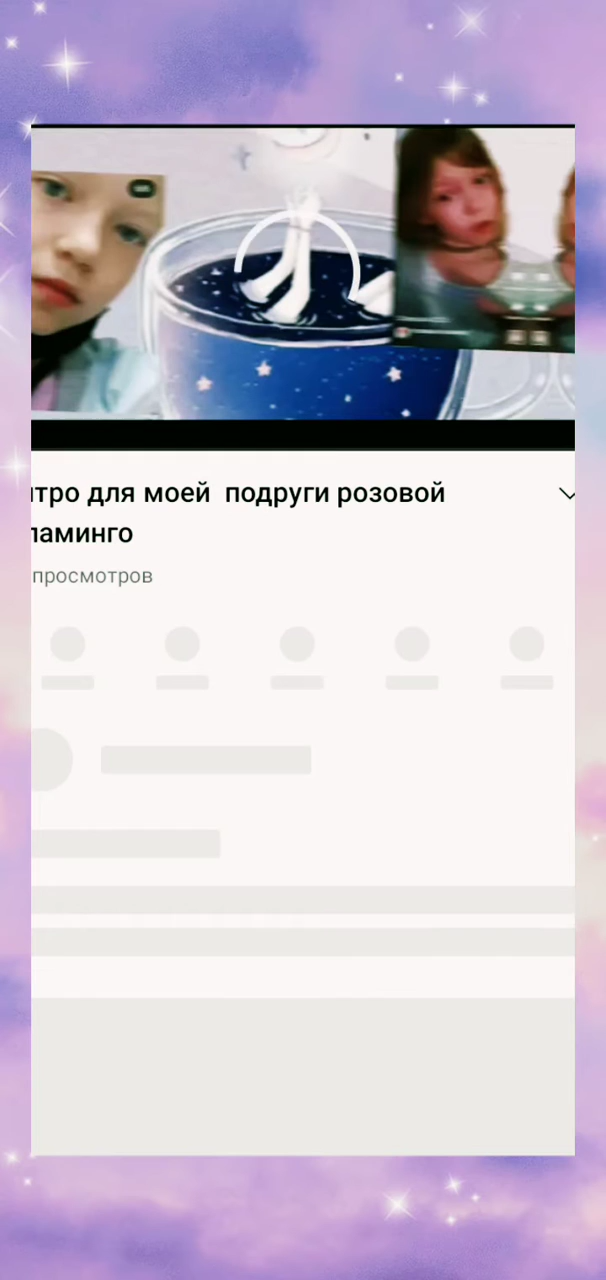 тро для моей подруги розовой
ламинго
просмотров